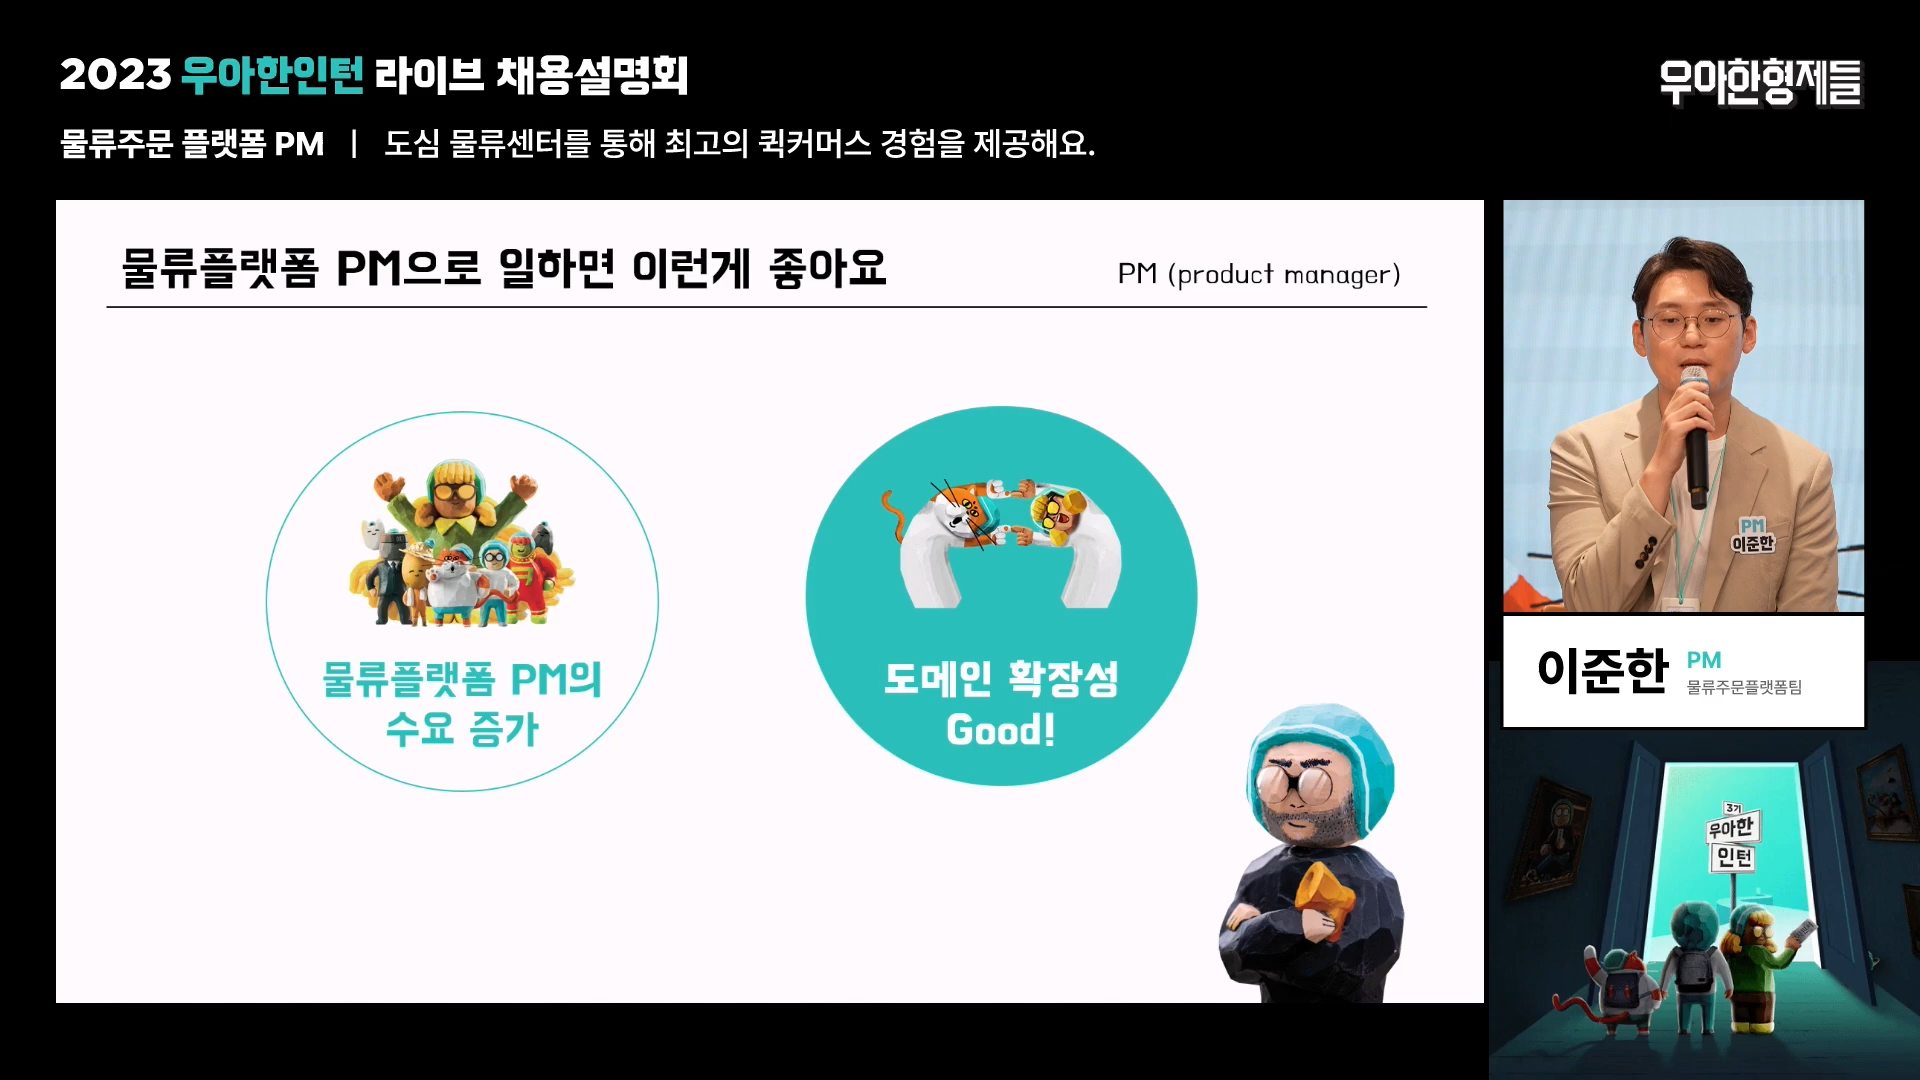 2023 우아한인턴 라이브 채용설명회
우아한형제들
물류주문 플랫폼 PM | 도심 물류센터를 통해 최고의 퀵커머스 경험을 제공해요.
물류플랫폼 PM으로 일하면 이런게 좋아요
PM (product manager)
물류플랫폼 PM의
수요 증가
도메인 확장성
Good!
PM
이준한
이준한 PM
물류주문플랫폼팀
3기
우아한
인턴